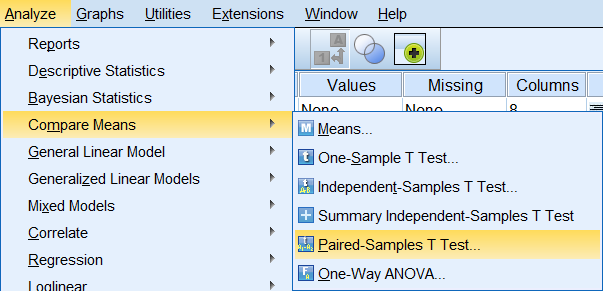 Analyze Graphs Utilities Extensions Window Help
Reports
Descriptive Statistics
Bayesian Statistics
Compare Means
General Linear Model
Generalized Linear Models
Mixed Models
Correlate
Regression
Loglinear
Values Missing Columns
None None 8
Means...
One-Sample T Test...
Independent-Samples T Test...
Summary Independent-Samples T Test
Paired-Samples T Test...
One-Way ANOVA...